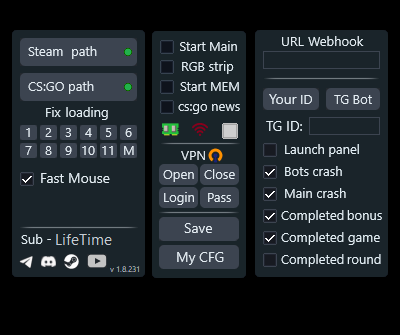 Steam path
CS:GO path
Fix loading
1 2 3 4 5 6
7 8 9 10 11 M
Fast Mouse
Sub - LifeTime
v 1.8.231
Start Main
RGB strip
Start MEM
cs:go news
VPN
Open Close
Login Pass
Save
My CFG
URL Webhook
Your ID TG Bot
TG ID:
Launch panel
Bots crash
Main crash
Completed bonus
Completed game
Completed round